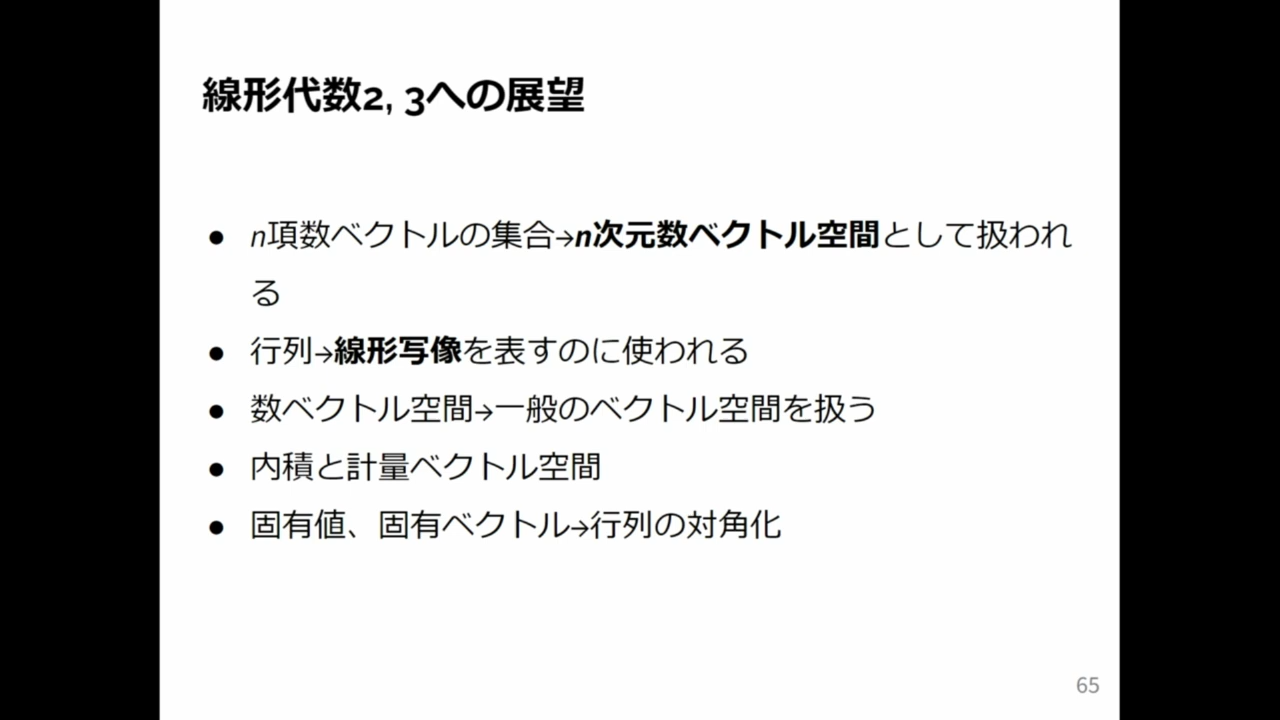 線形代数2, 3への展望
● n項数ベクトルの集合→n次元数ベクトル空間として扱われ
る
● 行列→線形写像を表すのに使われる
● 数ベクトル空間→一般のベクトル空間を扱う
● 内積と計量ベクトル空間
● 固有値、固有ベクトル→行列の対角化
65